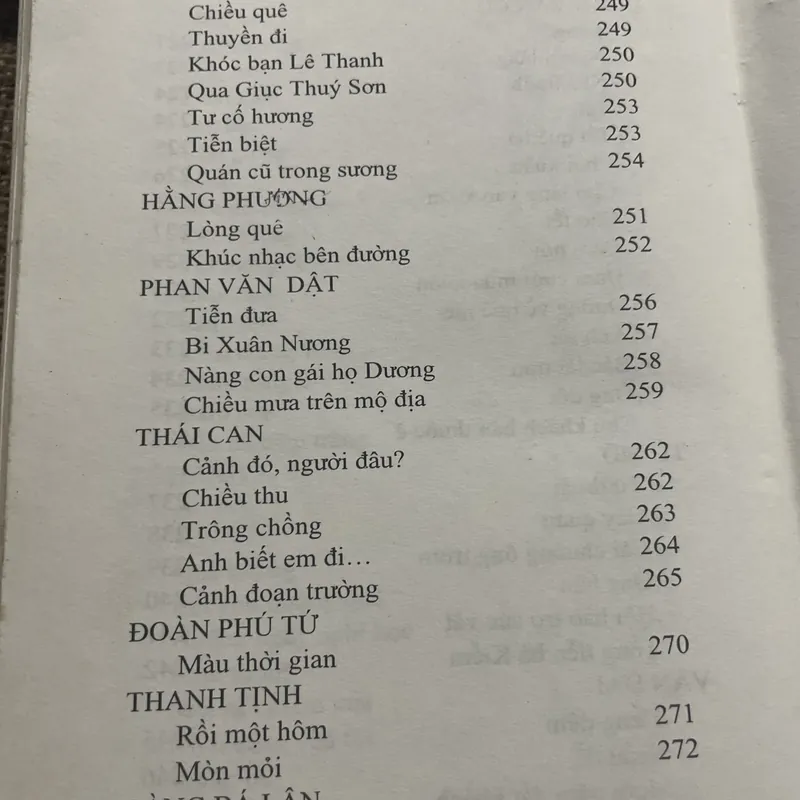 Chiều quê 249
Thuyền đi 249
Khóc bạn Lê Thanh 250
Qua Giục Thuý Sơn 250
Tư cố hương 253
Tiễn biệt 253
Quán cũ trong sương 254
HẰNG PHƯƠNG
Lòng quê 251
Khúc nhạc bên đường 252
PHAN VĂN DẬT
Tiễn đưa 256
Bi Xuân Nương 257
Nàng con gái họ Dương 258
Chiều mưa trên mộ địa 259
THÁI CAN
Cảnh đó, người đâu? 262
Chiều thu 262
Trông chồng 263
Anh biết em đi... 264
Cảnh đoạn trường 265
ĐOÀN PHÚ TỨ
Màu thời gian 270
THANH TỊNH
Rồi một hôm 271
Mòn mỏi 272